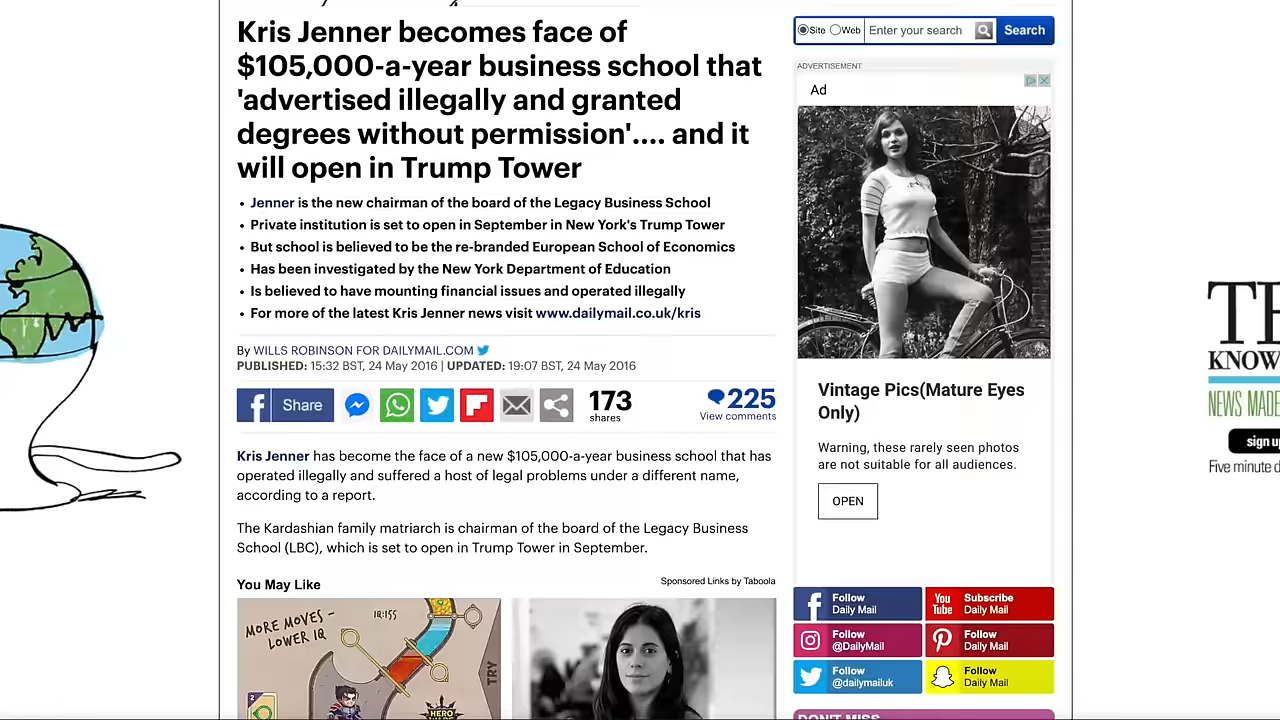 Kris Jenner becomes face of
$105,000-a-year business school that
'advertised illegally and granted
degrees without permission'.... and it
will open in Trump Tower
• Jenner is the new chairman of the board of the Legacy Business School
• Private institution is set to open in September in New York's Trump Tower
• But school is believed to be the re-branded European School of Economics
• Has been investigated by the New York Department of Education
• Is believed to have mounting financial issues and operated illegally
• For more of the latest Kris Jenner news visit www.dailymail.co.uk/kris
By WILLS ROBINSON FOR DAILYMAIL.COM
PUBLISHED: 15:32 BST, 24 May 2016 | UPDATED: 19:07 BST, 24 May 2016
Share
173
shares
225
View comments
Kris Jenner has become the face of a new $105,000-a-year business school that has
operated illegally and suffered a host of legal problems under a different name,
according to a report.
The Kardashian family matriarch is chairman of the board of the Legacy Business
School (LBC), which is set to open in Trump Tower in September.
You May Like
Sponsored Links by Taboola
MORE MOVES -
LOWER IQ
IQ:155
TRY
2
HERO
Site Web Enter your search Search
ADVERTISEMENT
Ad
Vintage Pics(Mature Eyes
Only)
Warning, these rarely seen photos
are not suitable for all audiences.
OPEN
Follow
Daily Mail
You
Tube
Subscribe
Daily Mail
Follow
@DailyMail
Follow
Daily Mail
Follow
@dailymailuk
Follow
Daily Mail
DON'T MISS
KNOW
NEWS MADE
sign u
Five minute d